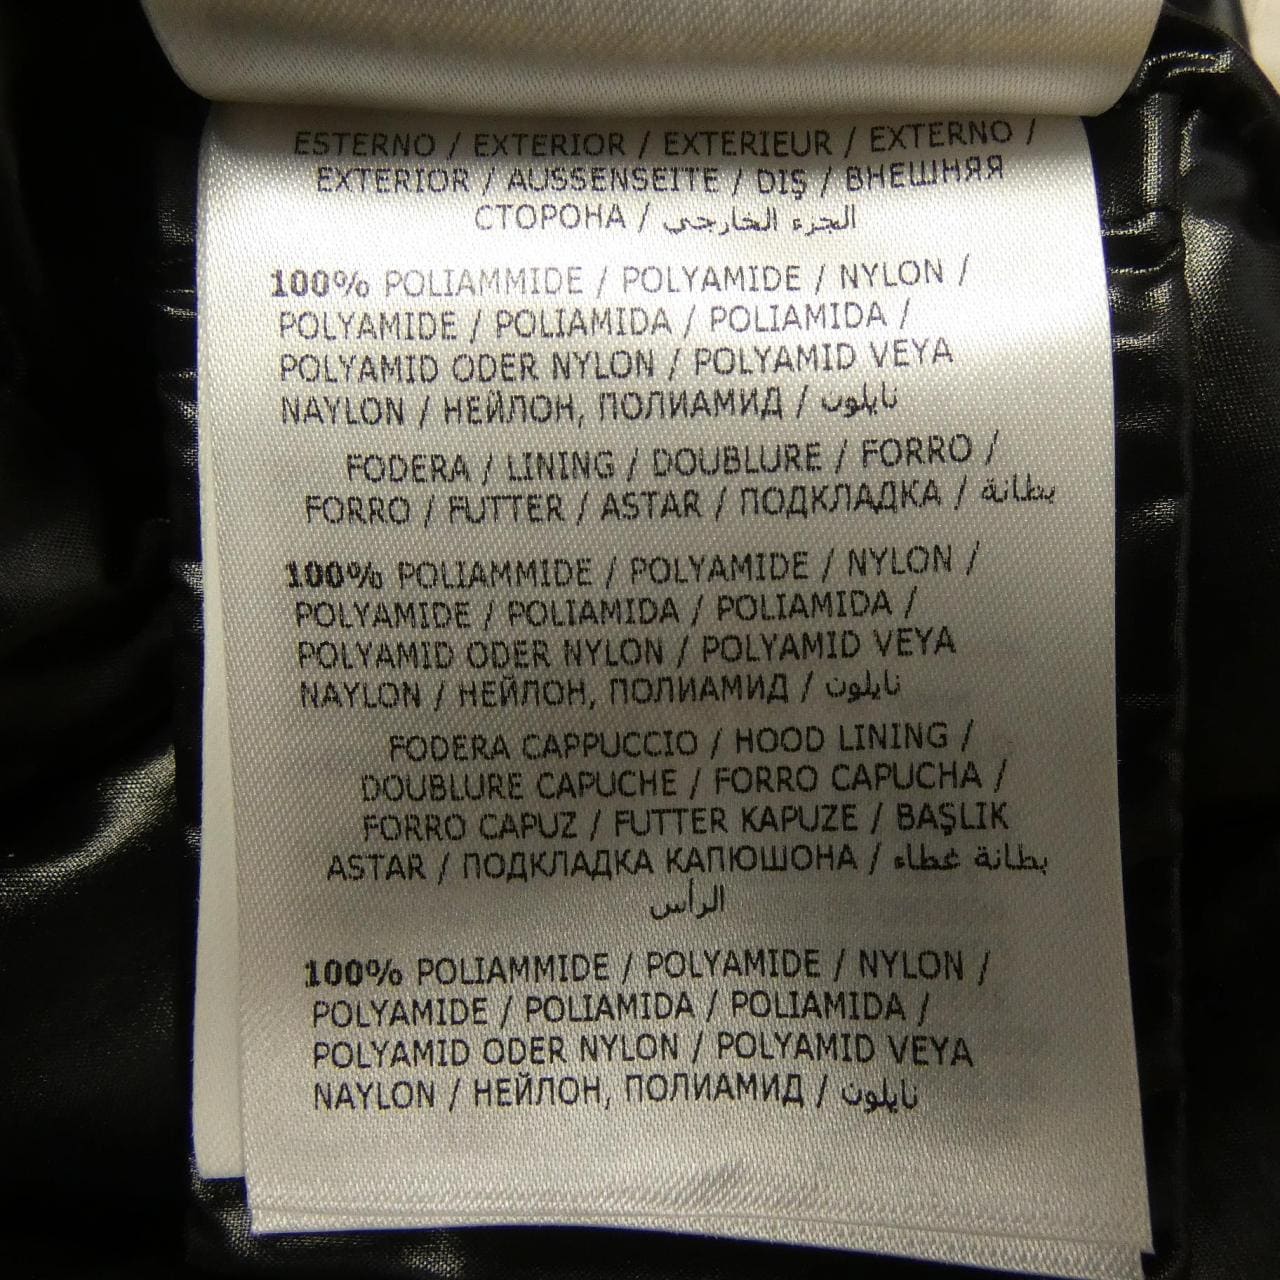 ESTERNO / EXTERIOR / EXTERIEUR / EXTERNO /
EXTERIOR / AUSSENSEITE / DIŞ / ВНЕШНЯЯ
СТОРОНА / الجزء الخارجي
100% POLIAMMIDE / POLYAMIDE / NYLON /
POLYAMIDE / POLIAMIDA / POLIAMIDA /
POLYAMID ODER NYLON / POLYAMID VEYA
NAYLON / НЕЙЛОН, ПОЛИАМИД / نايلون
FODERA / LINING / DOUBLURE / FORRO /
FORRO / FUTTER / ASTAR / ПОДКЛАДКА / بطانة
100% POLIAMMIDE / POLYAMIDE / NYLON /
POLYAMIDE / POLIAMIDA / POLIAMIDA /
POLYAMID ODER NYLON / POLYAMID VEYA
NAYLON / НЕЙЛОН, ПОЛИАМИД / نايلون
FODERA CAPPUCCIO / HOOD LINING /
DOUBLURE CAPUCHE / FORRO CAPUCHA /
FORRO CAPUZ / FUTTER KAPUZE / BAŞLIK
ASTAR / ПОДКЛАДКА КАПЮШОНА / بطانة غطاء
الرأس
100% POLIAMMIDE / POLYAMIDE / NYLON /
POLYAMIDE / POLIAMIDA / POLIAMIDA /
POLYAMID ODER NYLON / POLYAMID VEYA
NAYLON / НЕЙЛОН, ПОЛИАМИД / نايلون